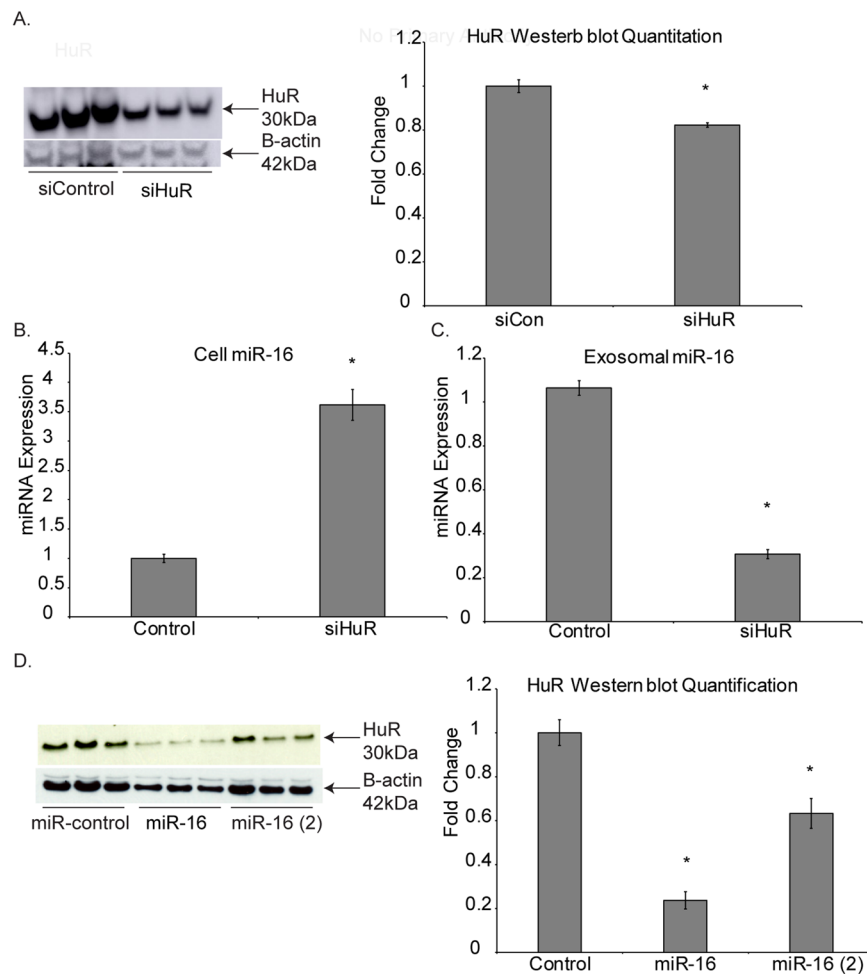 A.
HuR
No Primary A
HuR Westerb blot Quantitation
HuR
30kDa
B-actin
42kDa
siControl
siHuR
Fold Change
1.2
1
0.8
0.6
0.4
0.2
0
siCon
siHuR
*
B.
Cell miR-16
miRNA Expression
4.5
4
3.5
3
2.5
2
1.5
1
0.5
0
Control
siHuR
*
C.
Exosomal miR-16
miRNA Expression
1.2
1
0.8
0.6
0.4
0.2
0
Control
siHuR
*
D.
HuR
30kDa
B-actin
42kDa
miR-control
miR-16
miR-16 (2)
HuR Western blot Quantification
Fold Change
1.2
1
0.8
0.6
0.4
0.2
0
Control
miR-16
miR-16 (2)
*
*